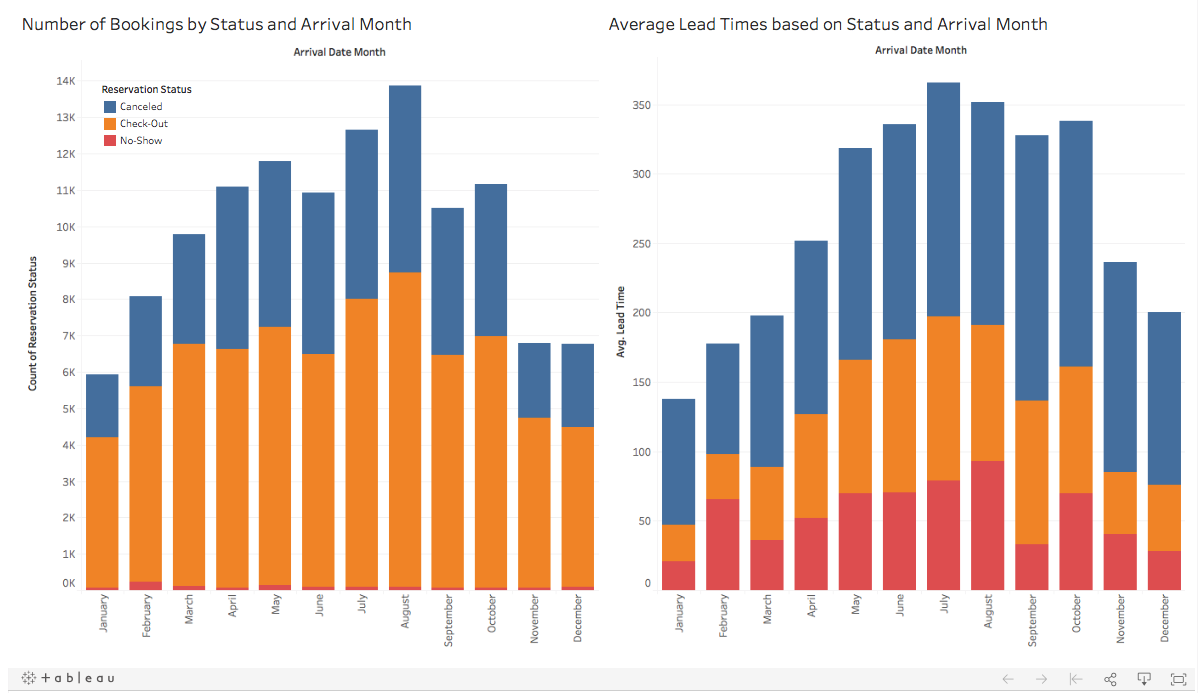 Number of Bookings by Status and Arrival Month
Arrival Date Month
Reservation Status
Canceled
Check-Out
No-Show
Count of Reservation Status
14K
13K
12K
11K
10K
9K
8K
7K
6K
5K
4K
3K
2K
1K
0K
January
February
March
April
May
June
July
August
September
October
November
December
Average Lead Times based on Status and Arrival Month
Arrival Date Month
Avg. Lead Time
350
300
250
200
150
100
50
0
January
February
March
April
May
June
July
August
September
October
November
December
+ a b l e a u